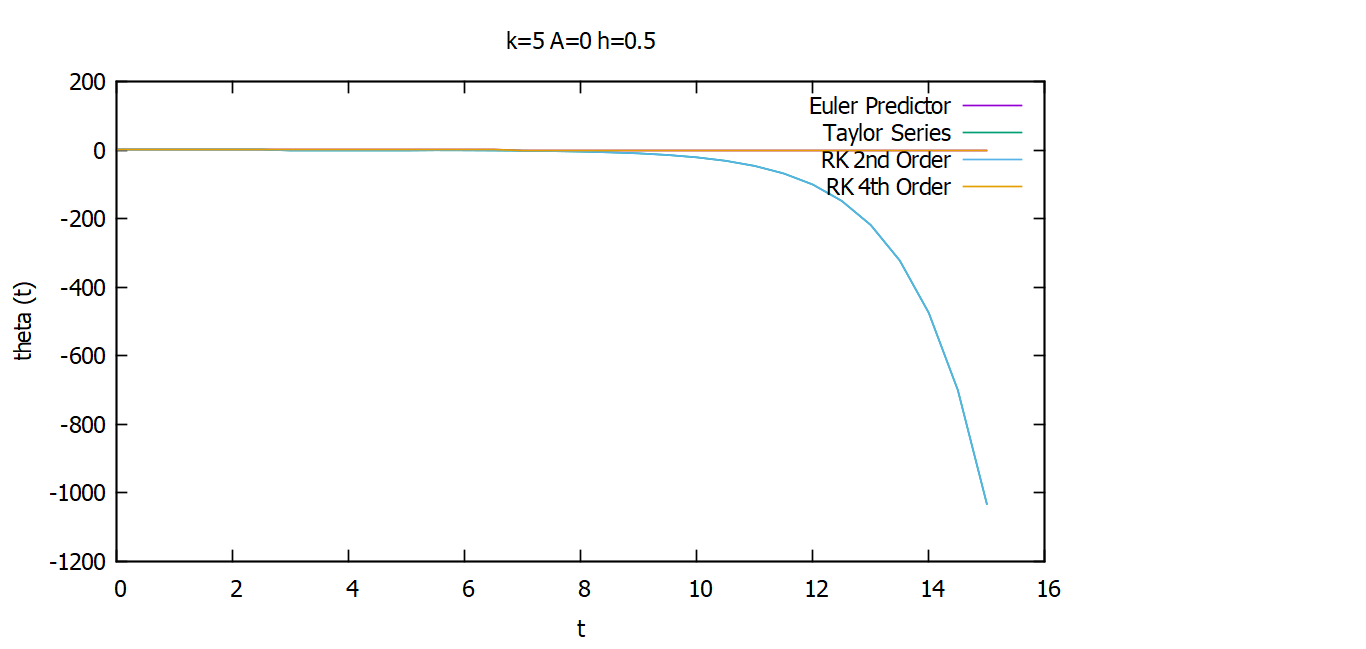 k=5 A=0 h=0.5
200
0
-200
-400
-600
-800
-1000
-1200
theta (t)
Euler Predictor
Taylor Series
RK 2nd Order
RK 4th Order
0 2 4 6 8 10 12 14 16
t